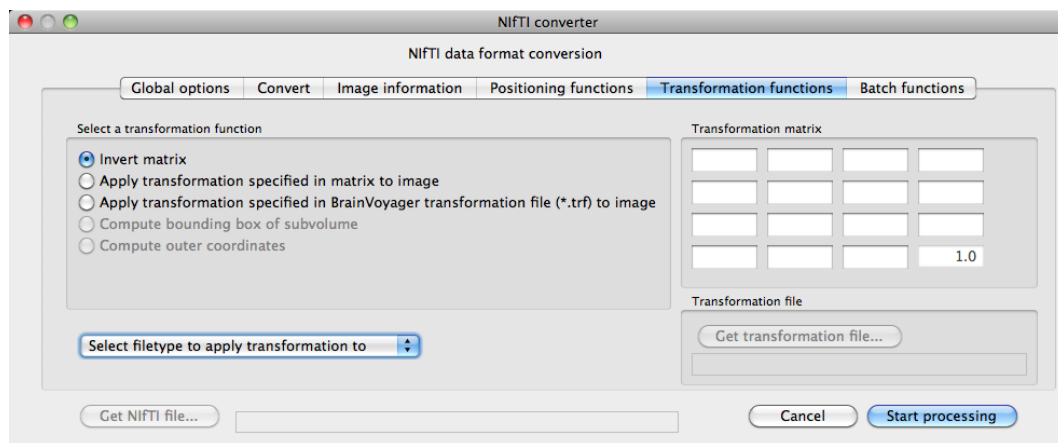 NIfTI converter
NIfTI data format conversion
Global options Convert Image information Positioning functions Transformation functions Batch functions
Select a transformation function
Invert matrix
Apply transformation specified in matrix to image
Apply transformation specified in BrainVoyager transformation file (*.trf) to image
Compute bounding box of subvolume
Compute outer coordinates
Select filetype to apply transformation to
Transformation matrix
1.0
Transformation file
Get transformation file...
Get NIfTI file...
Cancel Start processing